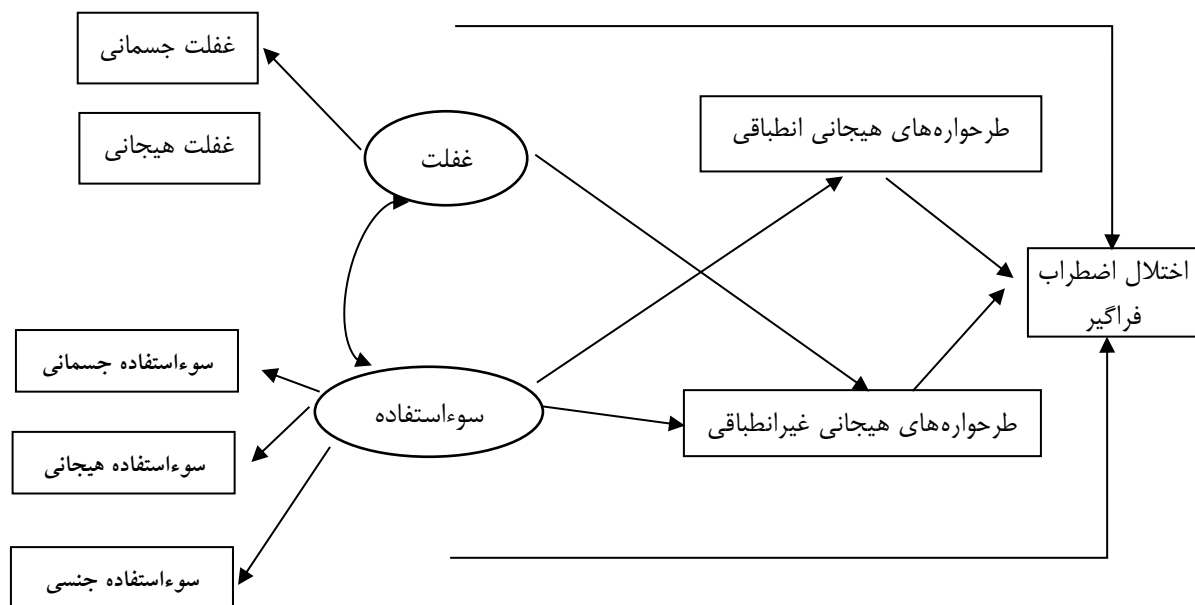 غفلت جسمانی
غفلت هیجانی
غفلت
طرحواره‌های هیجانی انطباقی
اختلال اضطراب
فراگیر
سوءاستفاده جسمانی
سوءاستفاده
طرحواره‌های هیجانی غیرانطباقی
سوءاستفاده هیجانی
سوءاستفاده جنسی